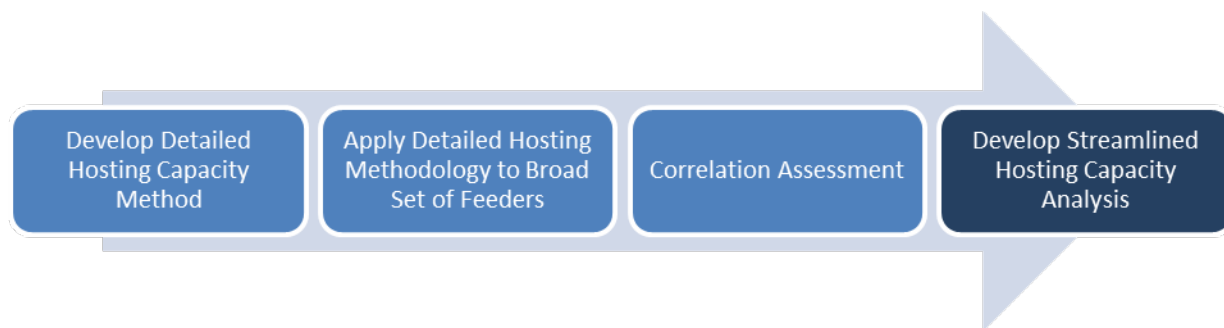 Develop Detailed
Hosting Capacity
Method
Apply Detailed Hosting
Methodology to Broad
Set of Feeders
Correlation Assessment
Develop Streamlined
Hosting Capacity
Analysis